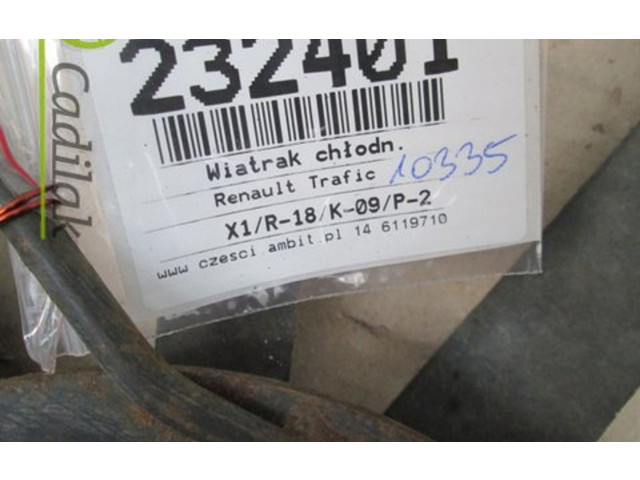 232401
Wiatrak chłodn.
Renault Trafic 10335
X1/R-18/K-09/P-2
www czesci.ambit.pl 14 6119710
Cadilak